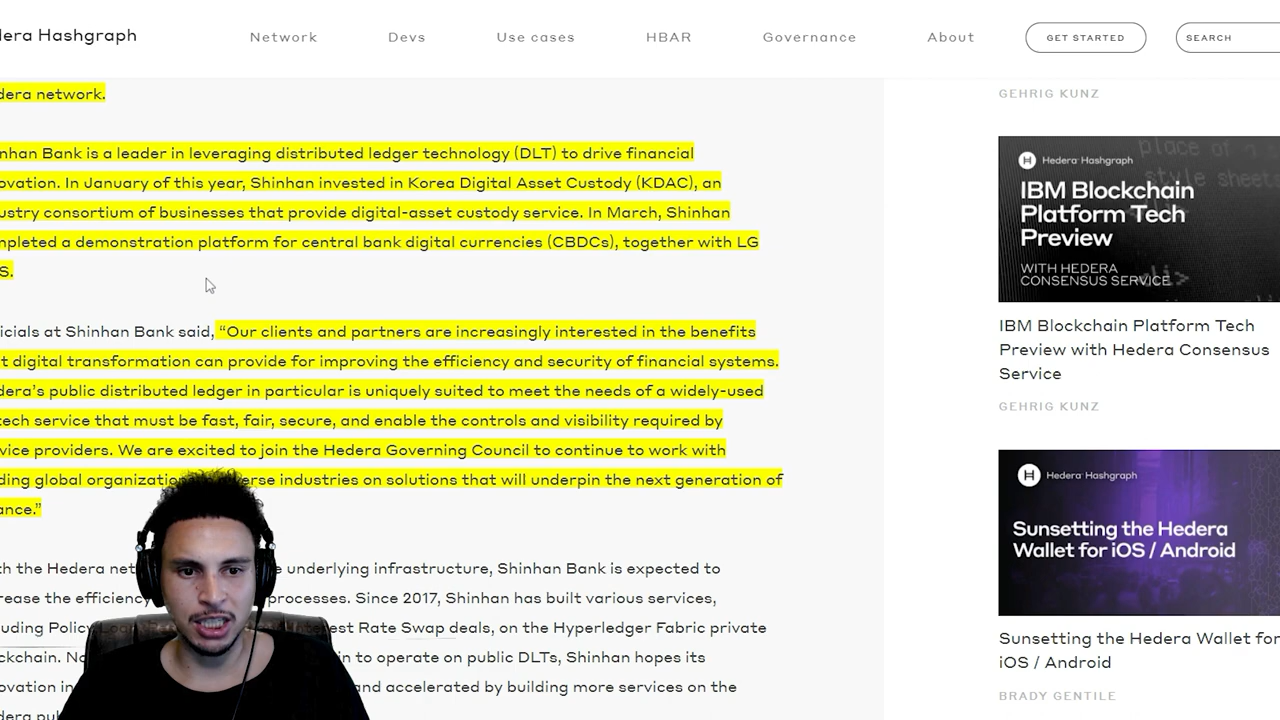 dera Hashgraph
Network
Devs
Use cases
HBAR
Governance
About
GET STARTED
SEARCH
dera network.
nhan Bank is a leader in leveraging distributed ledger technology (DLT) to drive financial
ovation. In January of this year, Shinhan invested in Korea Digital Asset Custody (KDAC), an
ustry consortium of businesses that provide digital-asset custody service. In March, Shinhan
mpleted a demonstration platform for central bank digital currencies (CBDCs), together with LG
S.
icials at Shinhan Bank said, “Our clients and partners are increasingly interested in the benefits
t digital transformation can provide for improving the efficiency and security of financial systems.
dera’s public distributed ledger in particular is uniquely suited to meet the needs of a widely-used
tech service that must be fast, fair, secure, and enable the controls and visibility required by
vice providers. We are excited to join the Hedera Governing Council to continue to work with
ding global organization erse industries on solutions that will underpin the next generation of
ance.”
th the Hedera net e underlying infrastructure, Shinhan Bank is expected to
rease the efficiency processes. Since 2017, Shinhan has built various services,
luding Policy Loan erest Rate Swap deals, on the Hyperledger Fabric private
ckchain. No in to operate on public DLTs, Shinhan hopes its
ovation in and accelerated by building more services on the
dera pub
GEHRIG KUNZ
Hedera Hashgraph
IBM Blockchain
Platform Tech
Preview
WITH HEDERA
CONSENSUS SERVICE
IBM Blockchain Platform Tech
Preview with Hedera Consensus
Service
GEHRIG KUNZ
Hedera Hashgraph
Sunsetting the Hedera
Wallet for iOS / Android
Sunsetting the Hedera Wallet for
iOS / Android
BRADY GENTILE